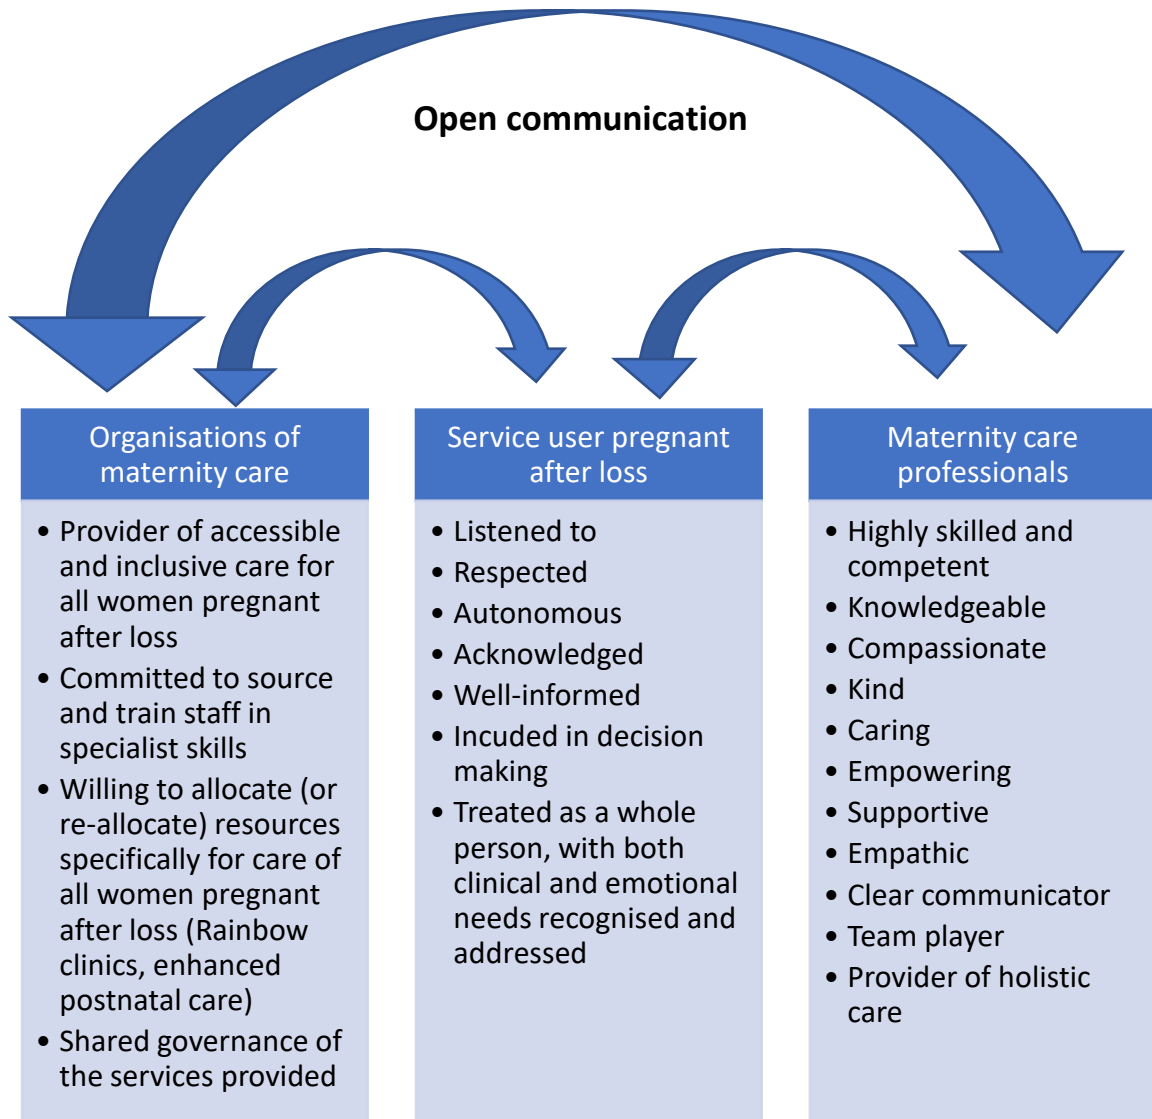 Open communication
Organisations of
maternity care
• Provider of accessible
and inclusive care for
all women pregnant
after loss
• Committed to source
and train staff in
specialist skills
• Willing to allocate (or
re-allocate) resources
specifically for care of
all women pregnant
after loss (Rainbow
clinics, enhanced
postnatal care)
• Shared governance of
the services provided
Service user pregnant
after loss
• Listened to
• Respected
• Autonomous
• Acknowledged
• Well-informed
• Incuded in decision
making
• Treated as a whole
person, with both
clinical and emotional
needs recognised and
addressed
Maternity care
professionals
• Highly skilled and
competent
• Knowledgeable
• Compassionate
• Kind
• Caring
• Empowering
• Supportive
• Empathic
• Clear communicator
• Team player
• Provider of holistic
care